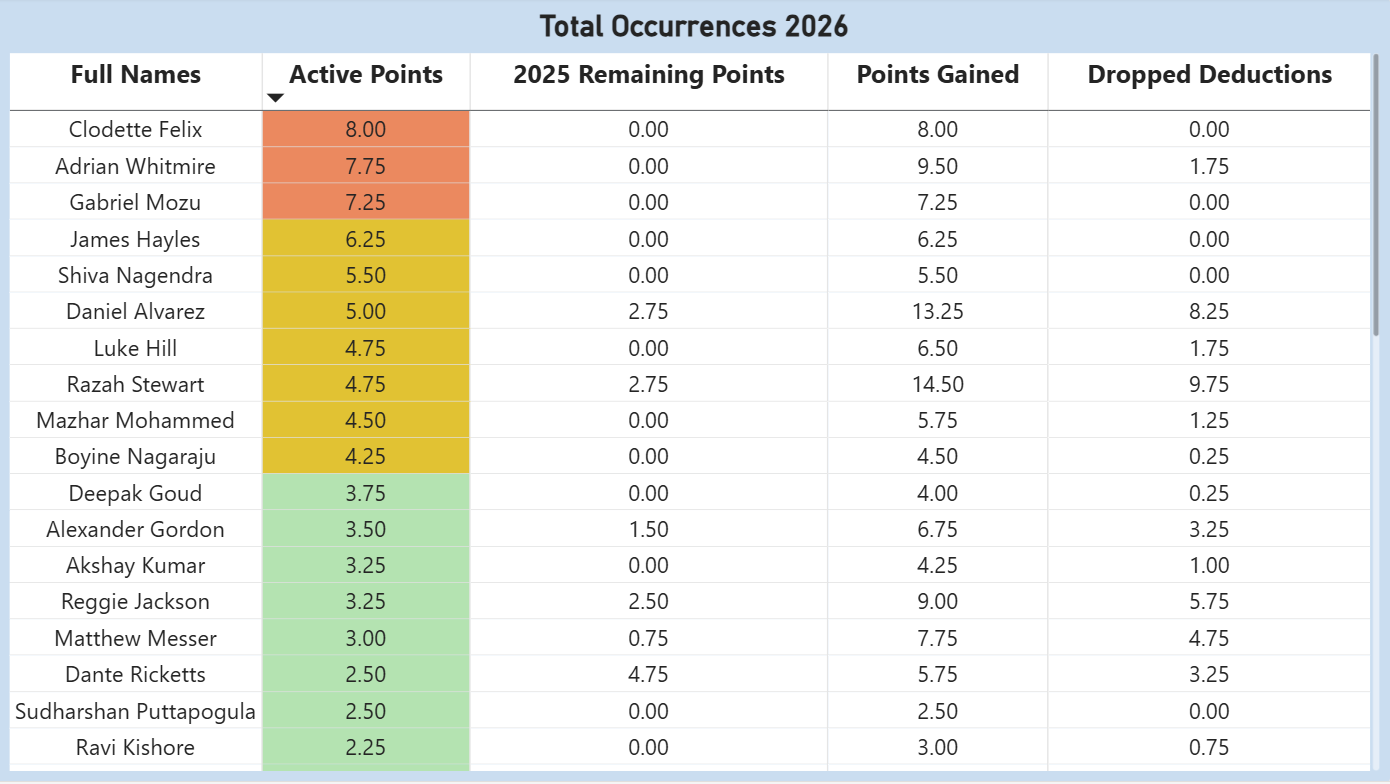 Total Occurrences 2026
Full Names Active Points 2025 Remaining Points Points Gained Dropped Deductions
Clodette Felix 8.00 0.00 8.00 0.00
Adrian Whitmire 7.75 0.00 9.50 1.75
Gabriel Mozu 7.25 0.00 7.25 0.00
James Hayles 6.25 0.00 6.25 0.00
Shiva Nagendra 5.50 0.00 5.50 0.00
Daniel Alvarez 5.00 2.75 13.25 8.25
Luke Hill 4.75 0.00 6.50 1.75
Razah Stewart 4.75 2.75 14.50 9.75
Mazhar Mohammed 4.50 0.00 5.75 1.25
Boyine Nagaraju 4.25 0.00 4.50 0.25
Deepak Goud 3.75 0.00 4.00 0.25
Alexander Gordon 3.50 1.50 6.75 3.25
Akshay Kumar 3.25 0.00 4.25 1.00
Reggie Jackson 3.25 2.50 9.00 5.75
Matthew Messer 3.00 0.75 7.75 4.75
Dante Ricketts 2.50 4.75 5.75 3.25
Sudharshan Puttapogula 2.50 0.00 2.50 0.00
Ravi Kishore 2.25 0.00 3.00 0.75